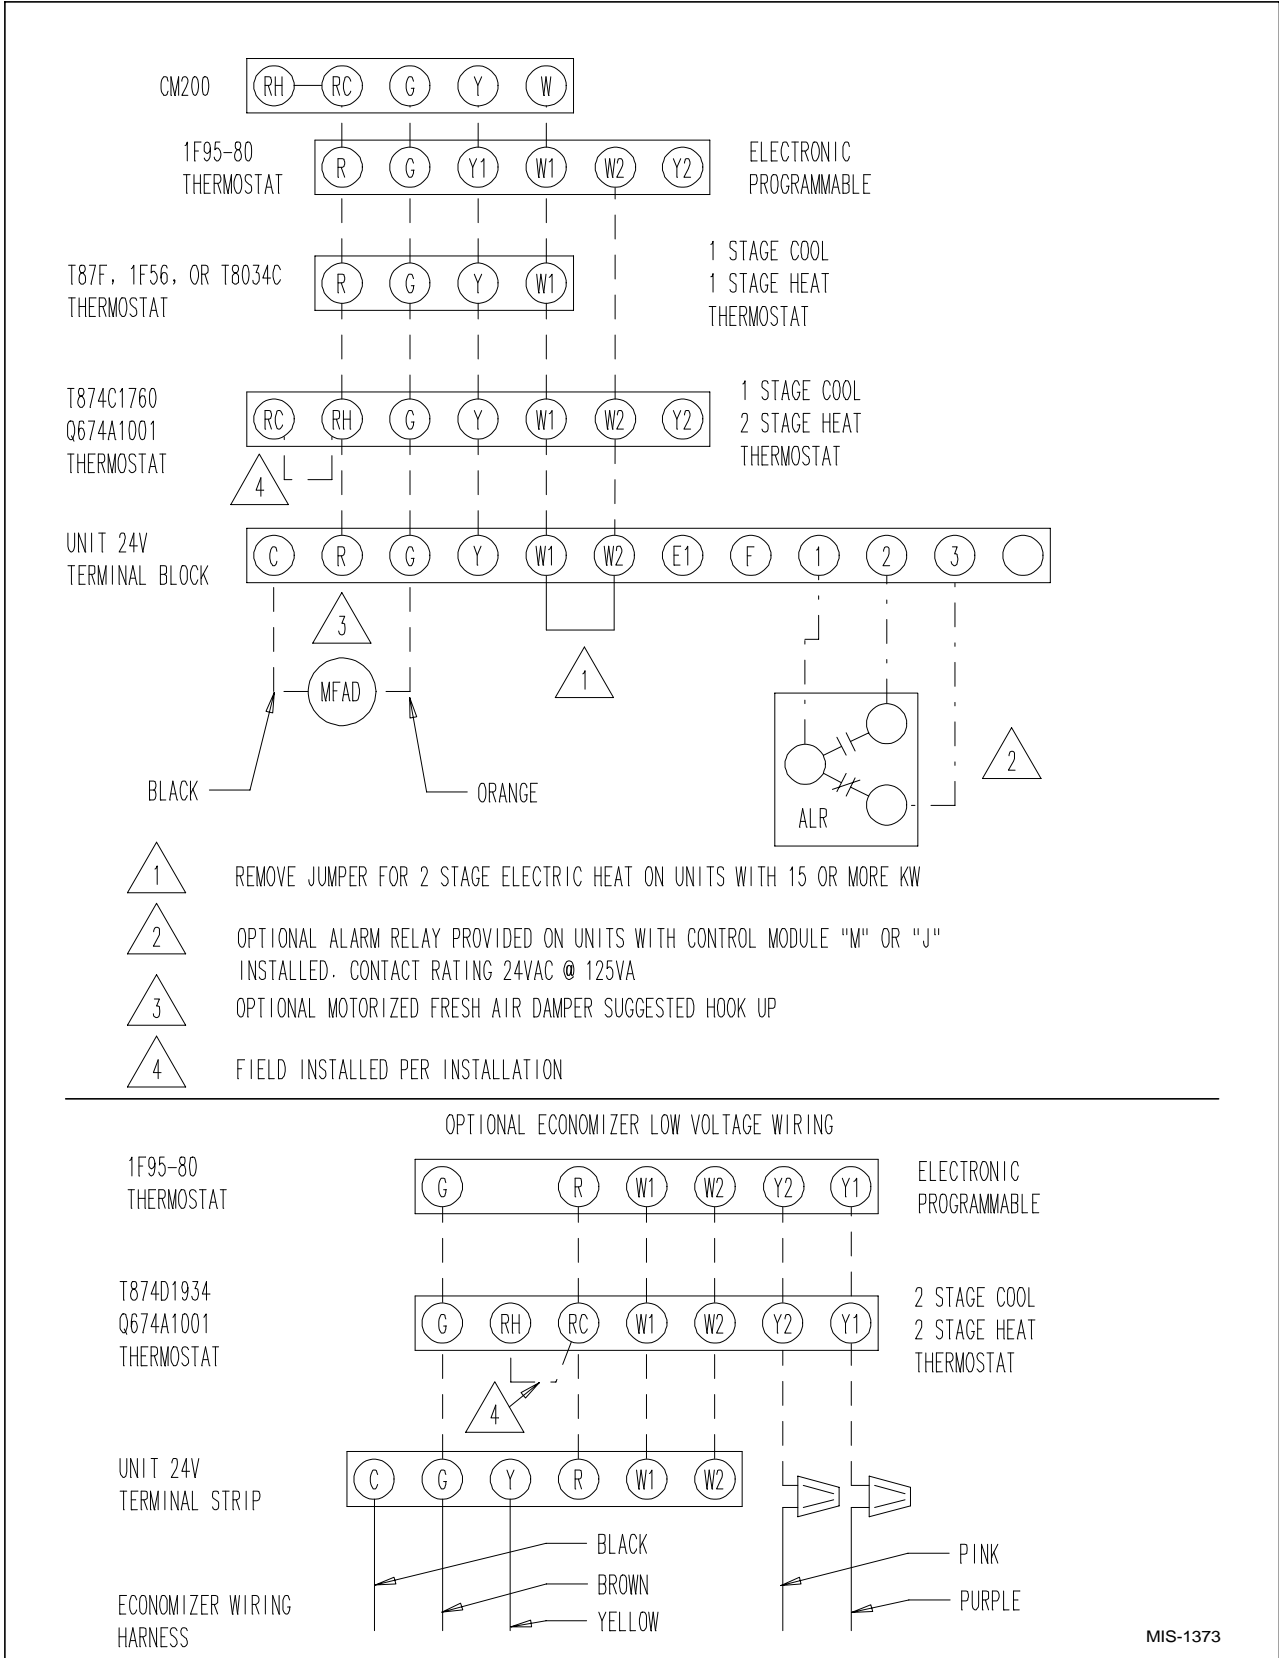 CM200 RH RC G Y W
1F95-80
THERMOSTAT
R G Y1 W1 W2 Y2
ELECTRONIC
PROGRAMMABLE
T87F, 1F56, OR T8034C
THERMOSTAT
R G Y W1
1 STAGE COOL
1 STAGE HEAT
THERMOSTAT
T874C1760
Q674A1001
THERMOSTAT
RC RH G Y W1 W2 Y2
1 STAGE COOL
2 STAGE HEAT
THERMOSTAT
4
UNIT 24V
TERMINAL BLOCK
C R G Y W1 W2 E1 F 1 2 3
3
1
MFAD
2
BLACK
ORANGE
ALR
1 REMOVE JUMPER FOR 2 STAGE ELECTRIC HEAT ON UNITS WITH 15 OR MORE KW
2 OPTIONAL ALARM RELAY PROVIDED ON UNITS WITH CONTROL MODULE "M" OR "J"
INSTALLED. CONTACT RATING 24VAC @ 125VA
3 OPTIONAL MOTORIZED FRESH AIR DAMPER SUGGESTED HOOK UP
4 FIELD INSTALLED PER INSTALLATION
OPTIONAL ECONOMIZER LOW VOLTAGE WIRING
1F95-80
THERMOSTAT
G R W1 W2 Y2 Y1
ELECTRONIC
PROGRAMMABLE
T874D1934
Q674A1001
THERMOSTAT
G RH RC W1 W2 Y2 Y1
2 STAGE COOL
2 STAGE HEAT
THERMOSTAT
4
UNIT 24V
TERMINAL STRIP
C G Y R W1 W2
BLACK
BROWN
YELLOW
PINK
PURPLE
ECONOMIZER WIRING
HARNESS
MIS-1373